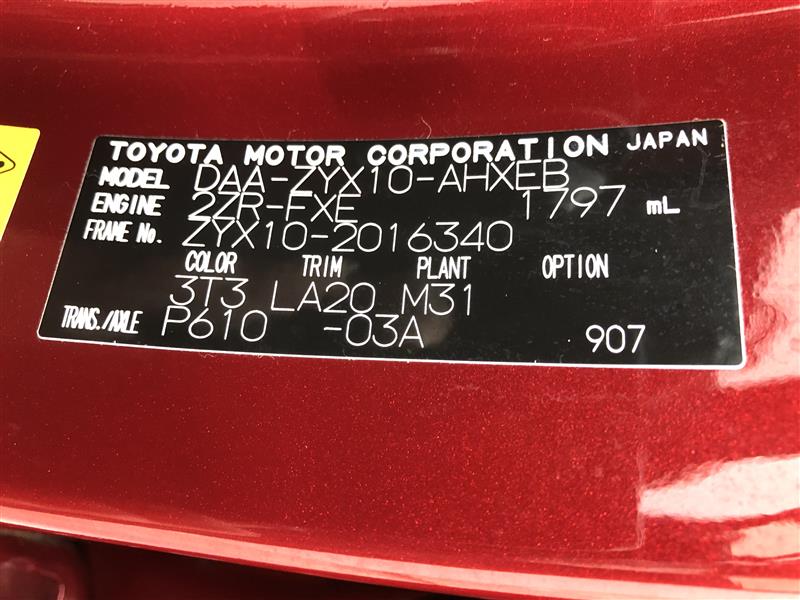 TOYOTA MOTOR CORPORATION JAPAN
MODEL DAA-ZYX10-AHXEB
ENGINE 2ZR-FXE 1797 mL
FRAME No. ZYX10-2016340
COLOR TRIM PLANT OPTION
3T3 LA20 M31
TRANS./AXLE P610 -03A 907